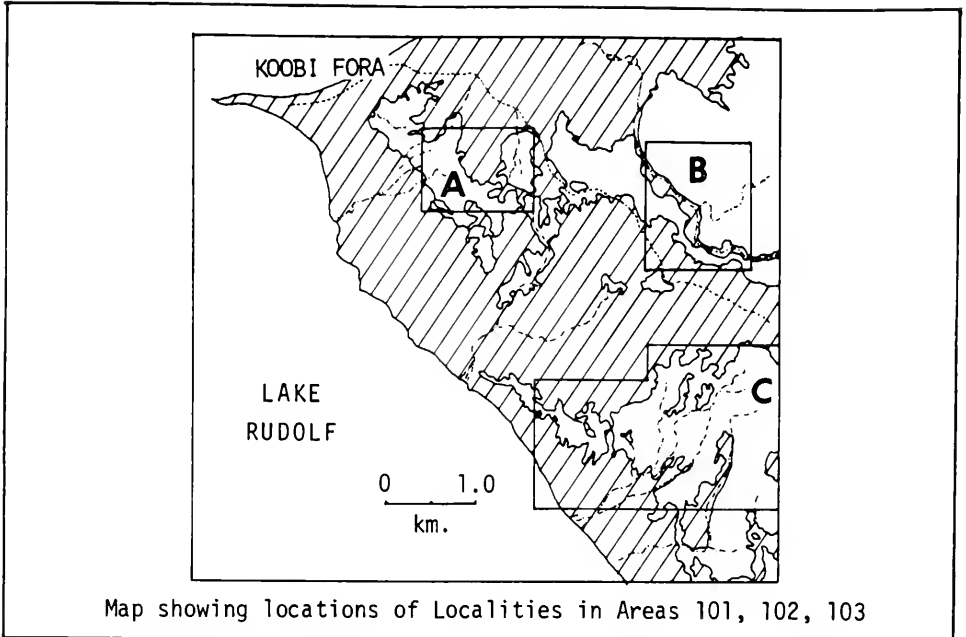 KOOBI FORA
A
B
C
LAKE
RUDOLF
0 1.0
km.
Map showing locations of Localities in Areas 101, 102, 103